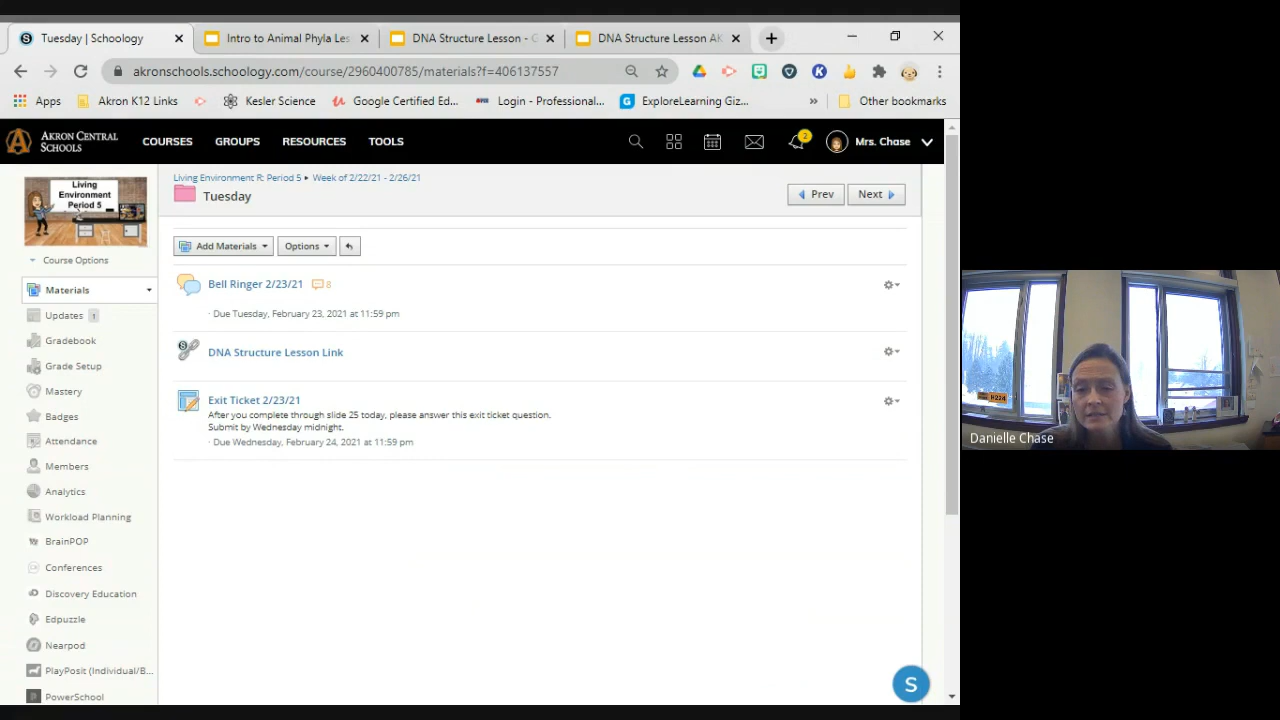 Tuesday | Schoology
Intro to Animal Phyla Les
DNA Structure Lesson - G
DNA Structure Lesson AK
akronschools.schoology.com/course/2960400785/materials?f=406137557
Apps
Akron K12 Links
Kesler Science
Google Certified Ed...
Login - Professional...
ExploreLearning Giz...
»
Other bookmarks
AKRON CENTRAL
SCHOOLS
COURSES
GROUPS
RESOURCES
TOOLS
2
Mrs. Chase
Living
Environment
Period 5
Living Environment R: Period 5 ▸ Week of 2/22/21 - 2/26/21
Tuesday
Prev
Next
Course Options
Add Materials
Options
Materials
Updates 1
Gradebook
Grade Setup
Mastery
Badges
Attendance
Members
Analytics
Workload Planning
BrainPOP
Conferences
Discovery Education
Edpuzzle
Nearpod
PlayPosit (Individual/B...
PowerSchool
Bell Ringer 2/23/21 8
· Due Tuesday, February 23, 2021 at 11:59 pm
DNA Structure Lesson Link
Exit Ticket 2/23/21
After you complete through slide 25 today, please answer this exit ticket question.
Submit by Wednesday midnight.
· Due Wednesday, February 24, 2021 at 11:59 pm
S
H224
Danielle Chase